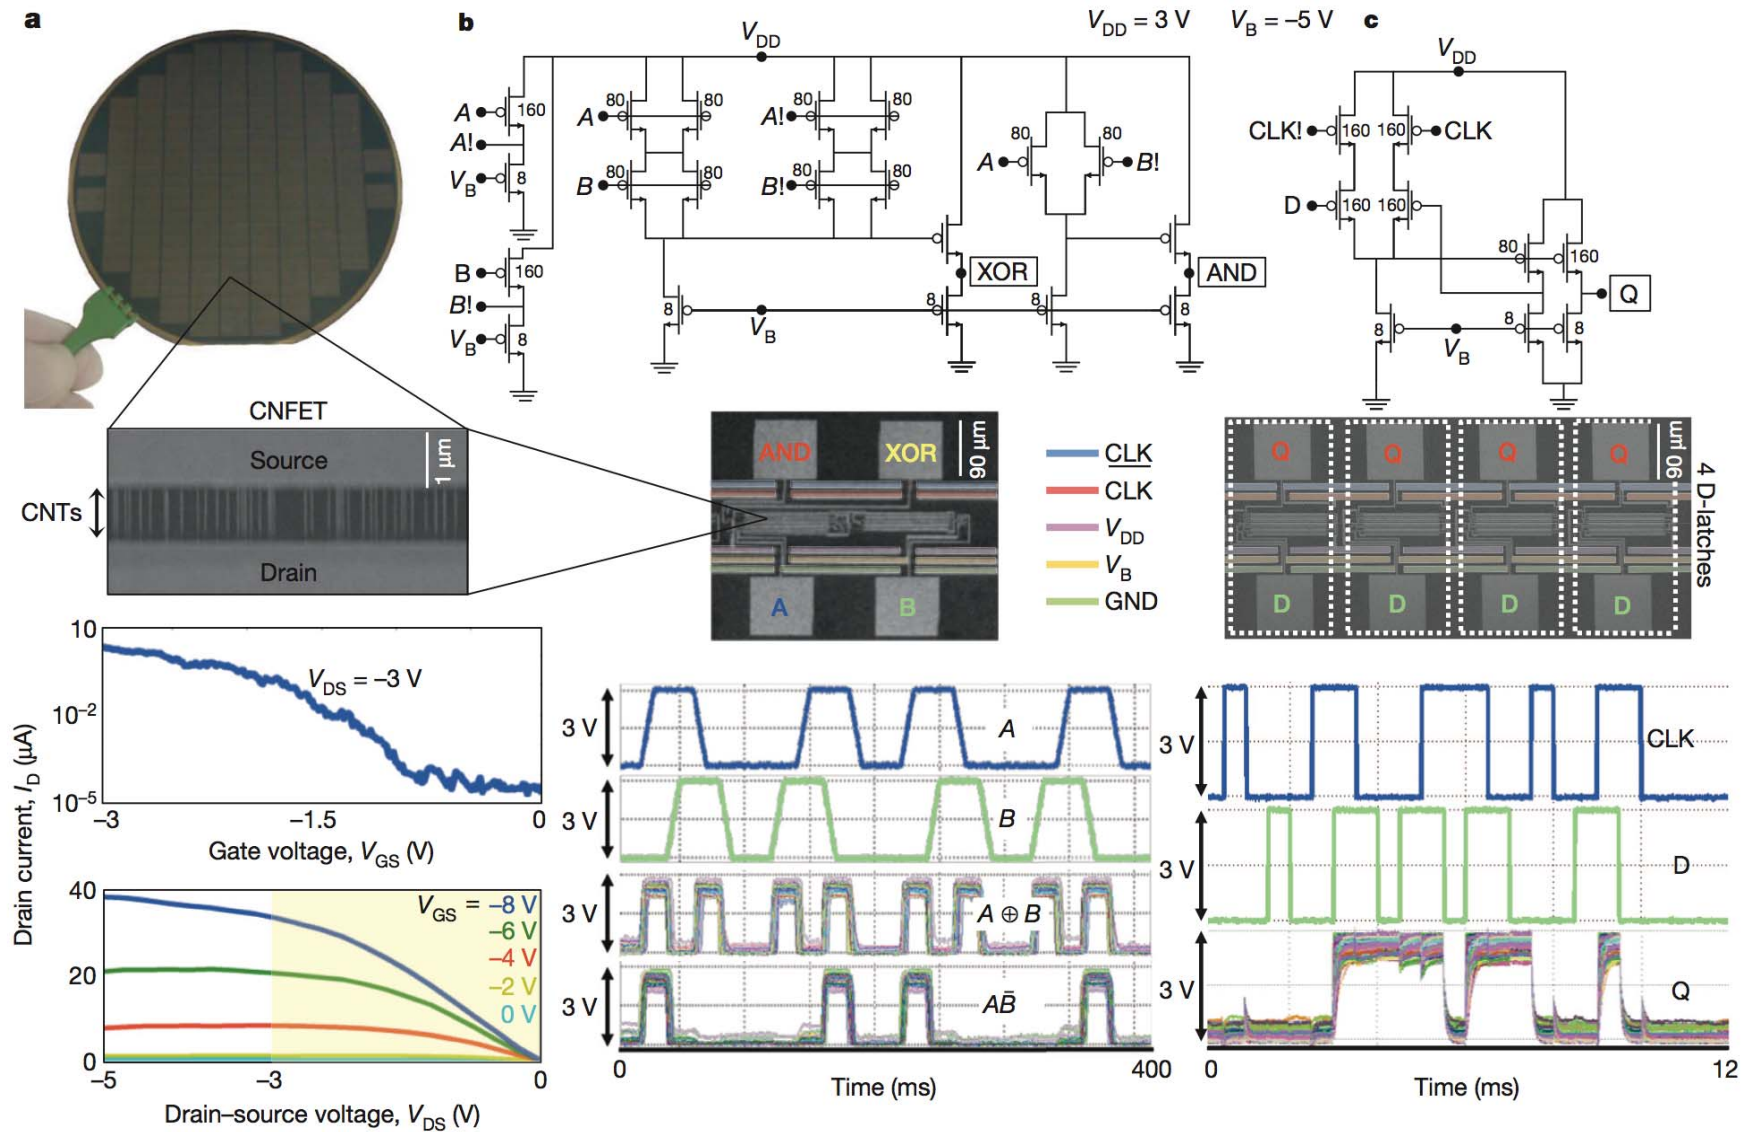 a
b
c
V_DD = 3 V V_B = –5 V
V_DD
A
160
A!
V_B
8
B
160
B!
V_B
8
A
80
80
B
80
80
A!
80
80
B!
80
80
8
V_B
XOR
8
80
80
A
B!
8
AND
8
V_DD
CLK!
160
160
CLK
D
160
160
80
160
Q
8
V_B
8
8
CNFET
Source
1 µm
CNTs
Drain
AND
XOR
90 µm
A
B
CLK
CLK
V_DD
V_B
GND
Q
Q
Q
Q
90 µm
D
D
D
D
4 D-latches
Drain current, I_D (µA)
10
10⁻²
10⁻⁵
V_DS = –3 V
–3
–1.5
0
Gate voltage, V_GS (V)
40
20
0
V_GS = –8 V
–6 V
–4 V
–2 V
0 V
–5
–3
0
Drain–source voltage, V_DS (V)
3 V
A
3 V
B
3 V
A ⊕ B
3 V
AB̄
0
400
Time (ms)
3 V
CLK
3 V
D
3 V
Q
0
12
Time (ms)